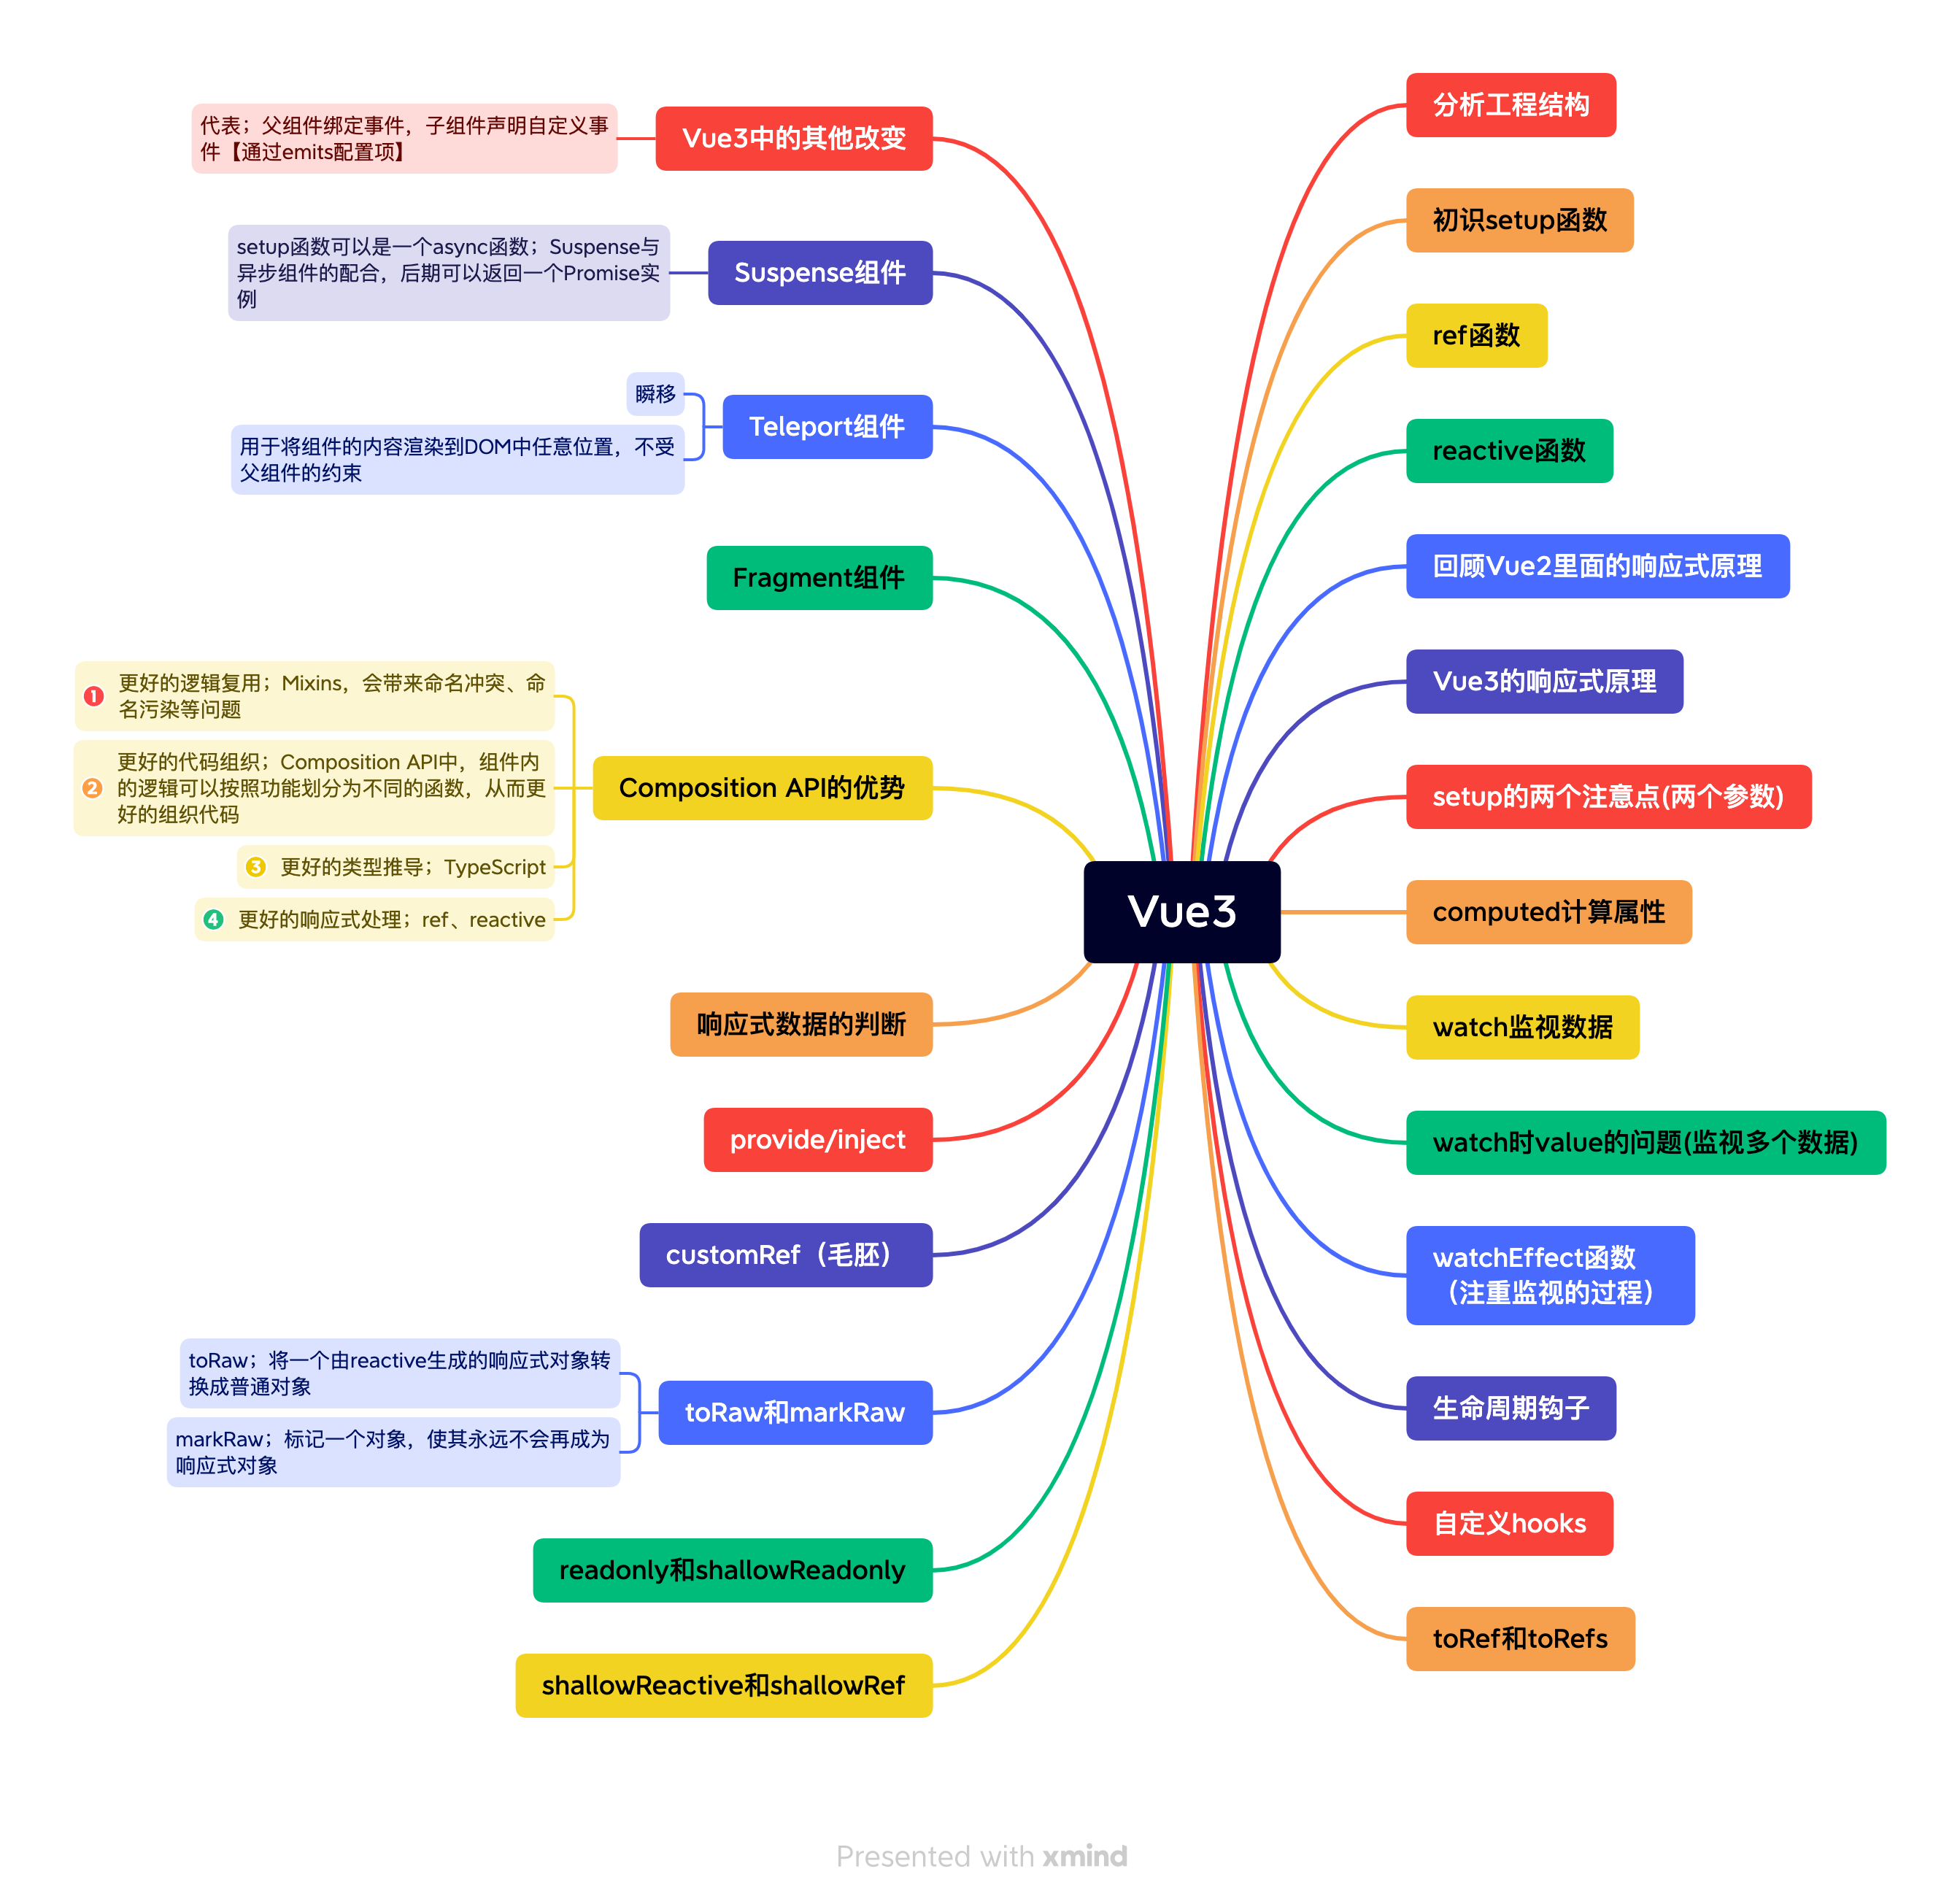 Vue3
分析工程结构
初识setup函数
ref函数
reactive函数
回顾Vue2里面的响应式原理
Vue3的响应式原理
setup的两个注意点(两个参数)
computed计算属性
watch监视数据
watch时value的问题(监视多个数据)
watchEffect函数
（注重监视的过程）
生命周期钩子
自定义hooks
toRef和toRefs
Vue3中的其他改变
代表；父组件绑定事件，子组件声明自定义事
件【通过emits配置项】
Suspense组件
setup函数可以是一个async函数；Suspense与
异步组件的配合，后期可以返回一个Promise实
例
Teleport组件
瞬移
用于将组件的内容渲染到DOM中任意位置，不受
父组件的约束
Fragment组件
Composition API的优势
1 更好的逻辑复用；Mixins，会带来命名冲突、命
名污染等问题
2 更好的代码组织；Composition API中，组件内
的逻辑可以按照功能划分为不同的函数，从而更
好的组织代码
3 更好的类型推导；TypeScript
4 更好的响应式处理；ref、reactive
响应式数据的判断
provide/inject
customRef（毛胚）
toRaw和markRaw
toRaw；将一个由reactive生成的响应式对象转
换成普通对象
markRaw；标记一个对象，使其永远不会再成为
响应式对象
readonly和shallowReadonly
shallowReactive和shallowRef
Presented with xmind